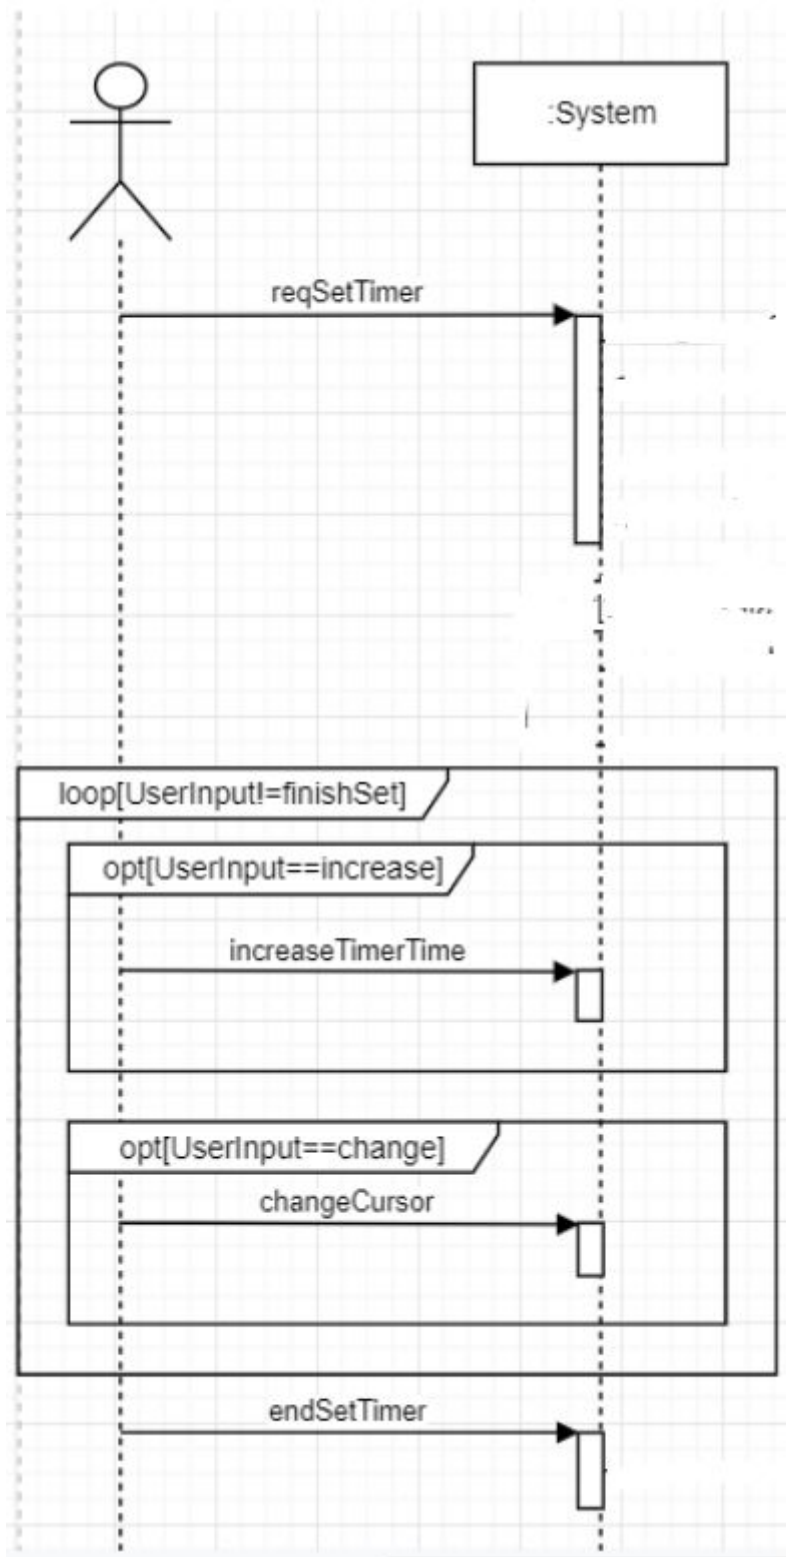 :System
reqSetTimer
loop[UserInput!=finishSet]
opt[UserInput==increase]
increaseTimerTime
opt[UserInput==change]
changeCursor
endSetTimer